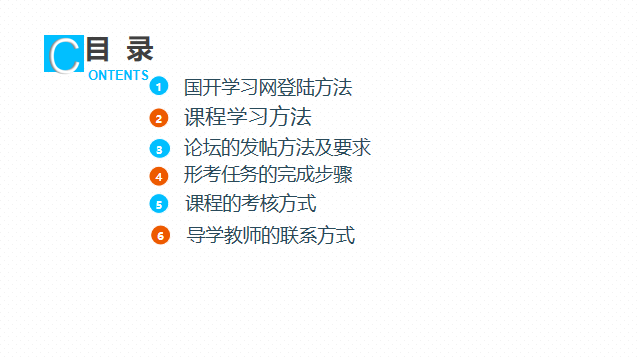 C目 录
ONTENTS
1 国开学习网登陆方法
2 课程学习方法
3 论坛的发帖方法及要求
4 形考任务的完成步骤
5 课程的考核方式
6 导学教师的联系方式